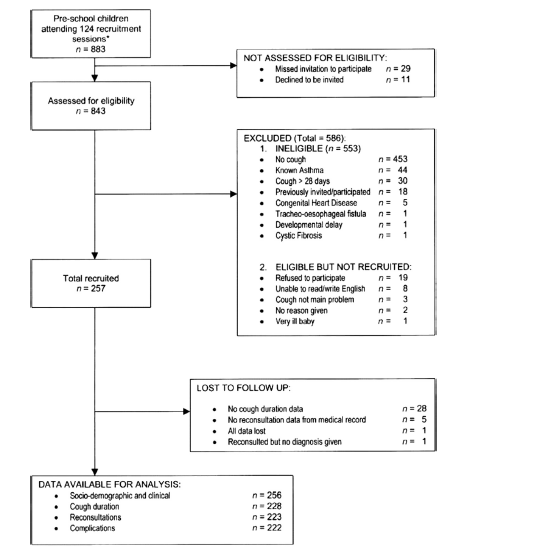 Pre-school children
attending 124 recruitment
sessions*
n = 883
NOT ASSESSED FOR ELIGIBILITY:
• Missed invitation to participate n = 29
• Declined to be invited n = 11
Assessed for eligibility
n = 843
EXCLUDED (Total = 586):
1. INELIGIBLE (n = 553)
• No cough n = 453
• Known Asthma n = 44
• Cough > 28 days n = 30
• Previously invited/participated n = 18
• Congenital Heart Disease n = 5
• Tracheo-oesophageal fistula n = 1
• Developmental delay n = 1
• Cystic Fibrosis n = 1
2. ELIGIBLE BUT NOT RECRUITED:
• Refused to participate n = 19
• Unable to read/write English n = 8
• Cough not main problem n = 3
• No reason given n = 2
• Very ill baby n = 1
Total recruited
n = 257
LOST TO FOLLOW UP:
• No cough duration data n = 28
• No reconsultation data from medical record n = 5
• All data lost n = 1
• Reconsulted but no diagnosis given n = 1
DATA AVAILABLE FOR ANALYSIS:
• Socio-demographic and clinical n = 256
• Cough duration n = 228
• Reconsultations n = 223
• Complications n = 222